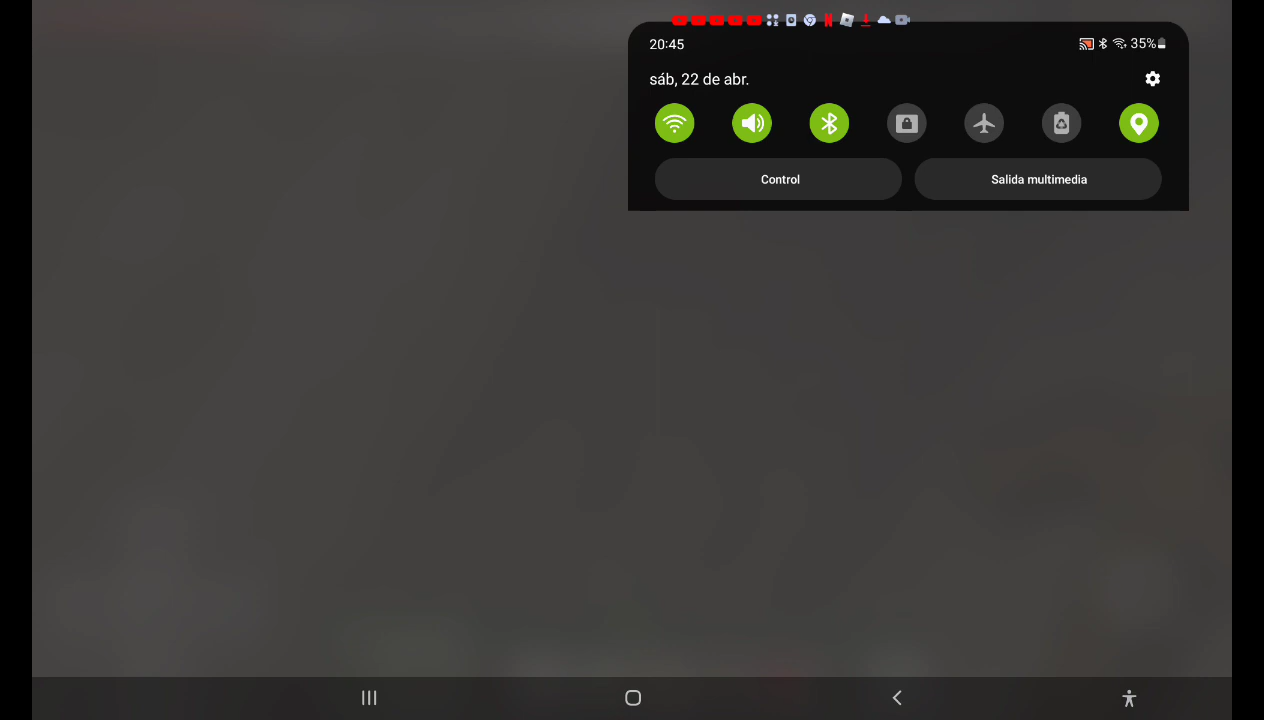 20:45
35%
sáb, 22 de abr.
Control
Salida multimedia